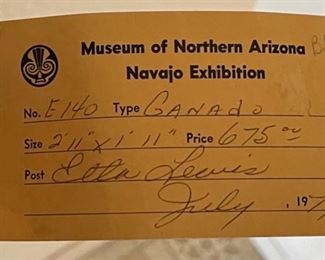 Museum of Northern Arizona
Navajo Exhibition
No. E140 Type GANADO
Size 2'11" x 1' 11" Price 675.00
Post Etta Lewis
July , 197